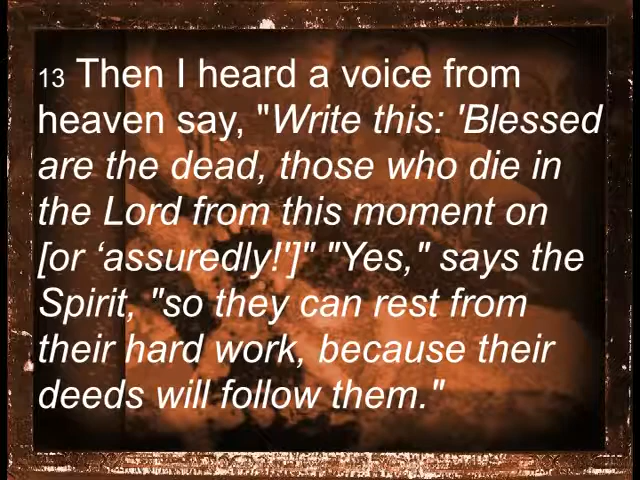 13 Then I heard a voice from
heaven say, "Write this: 'Blessed
are the dead, those who die in
the Lord from this moment on
[or ‘assuredly!']" "Yes," says the
Spirit, "so they can rest from
their hard work, because their
deeds will follow them."